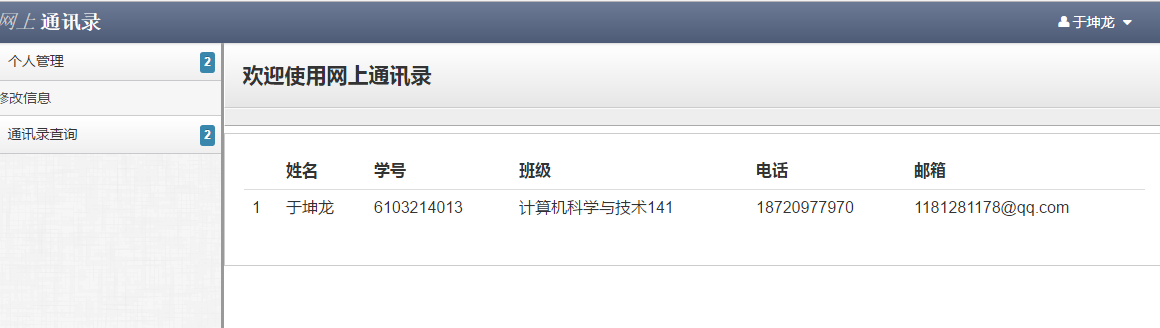 网上 通讯录
于坤龙
个人管理 2
修改信息
通讯录查询 2
欢迎使用网上通讯录
姓名 学号 班级 电话 邮箱
1 于坤龙 6103214013 计算机科学与技术141 18720977970 1181281178@qq.com